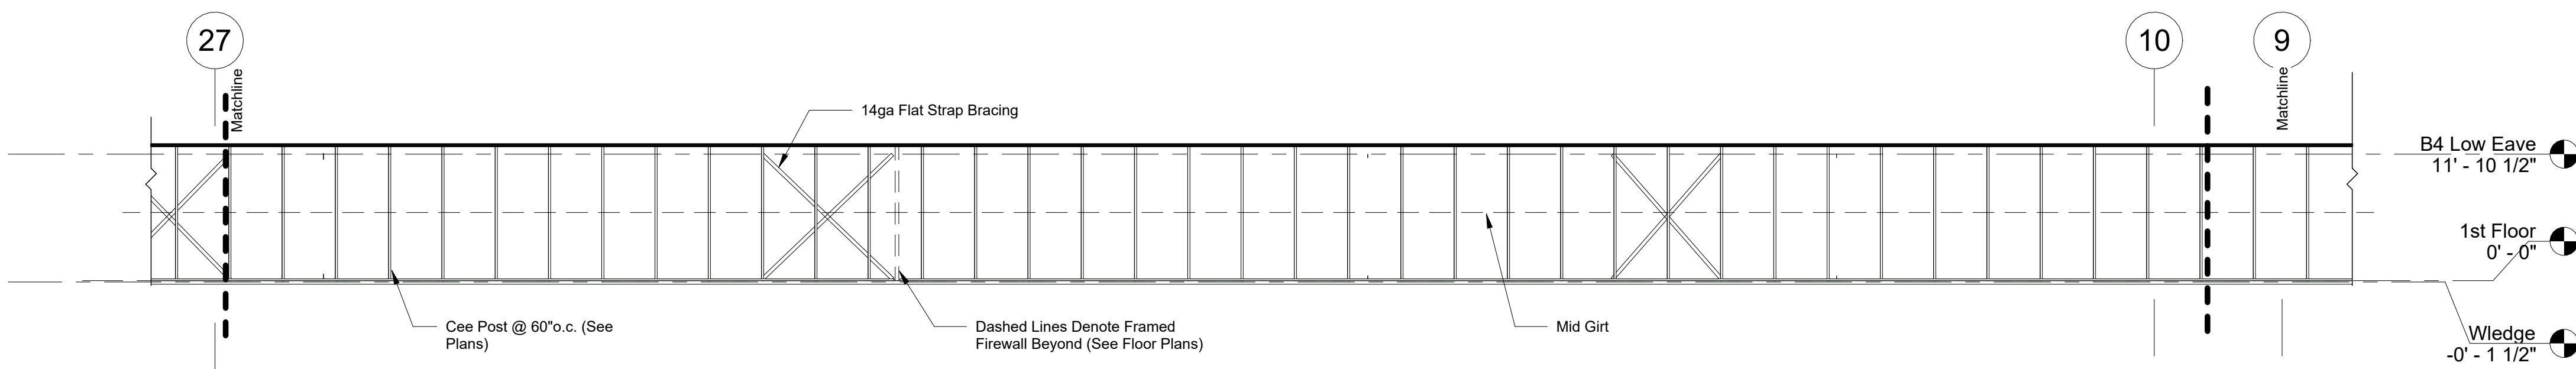 27
10
9
Matchline
Matchline
14ga Flat Strap Bracing
B4 Low Eave
11' - 10 1/2"
1st Floor
0' - 0"
Cee Post @ 60"o.c. (See
Plans)
Dashed Lines Denote Framed
Firewall Beyond (See Floor Plans)
Mid Girt
Wledge
-0' - 1 1/2"